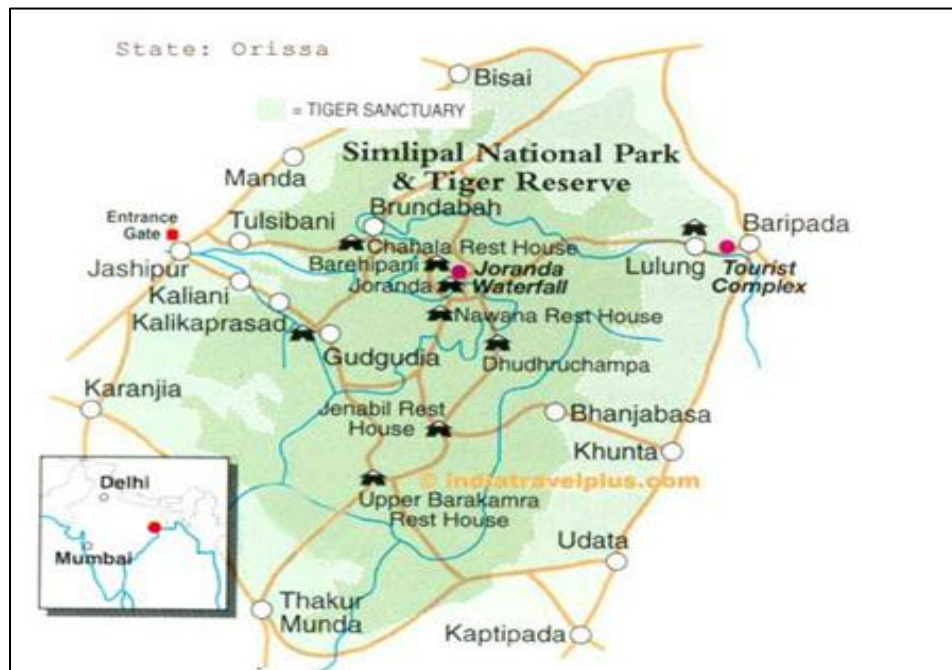 State: Orissa
Bisai
= TIGER SANCTUARY
Simlipal National Park
& Tiger Reserve
Manda
Brundabah
Tulsibani
Entrance
Gate
Baripada
Chahala Rest House
Jashipur
Barehipani
Joranda
Waterfall
Lulung
Tourist
Complex
Joranda
Kaliani
Kalikaprasad
Nawana Rest House
Gudgudia
Dhudhruchampa
Karanjia
Jenabil Rest
House
Bhanjabasa
Khunta
© indiatravelplus.com
Delhi
Mumbai
Upper Barakamra
Rest House
Udata
Thakur
Munda
Kaptipada